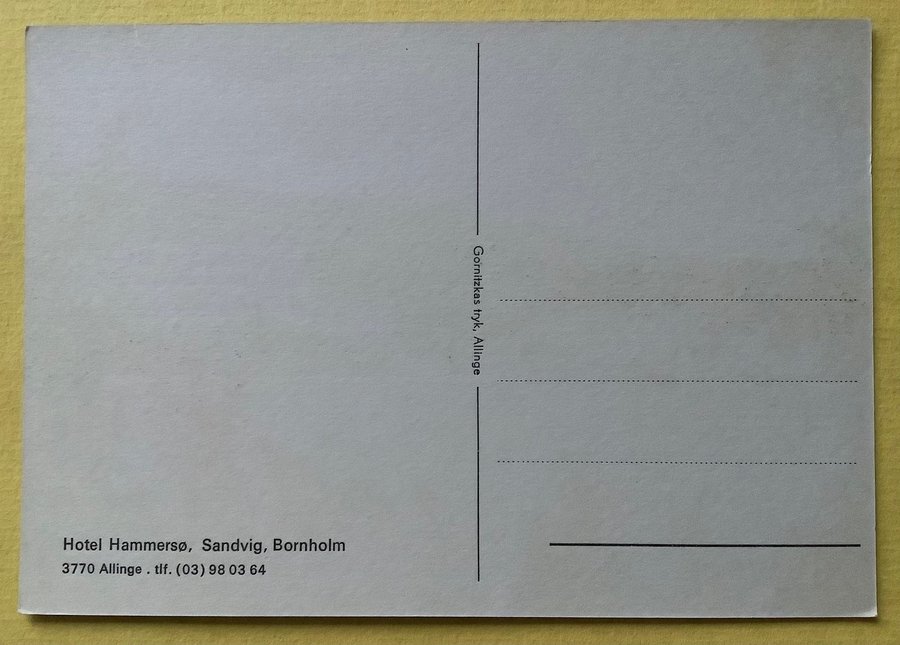 Gornitzkas tryk, Allinge
Hotel Hammersø, Sandvig, Bornholm
3770 Allinge . tlf. (03) 98 03 64